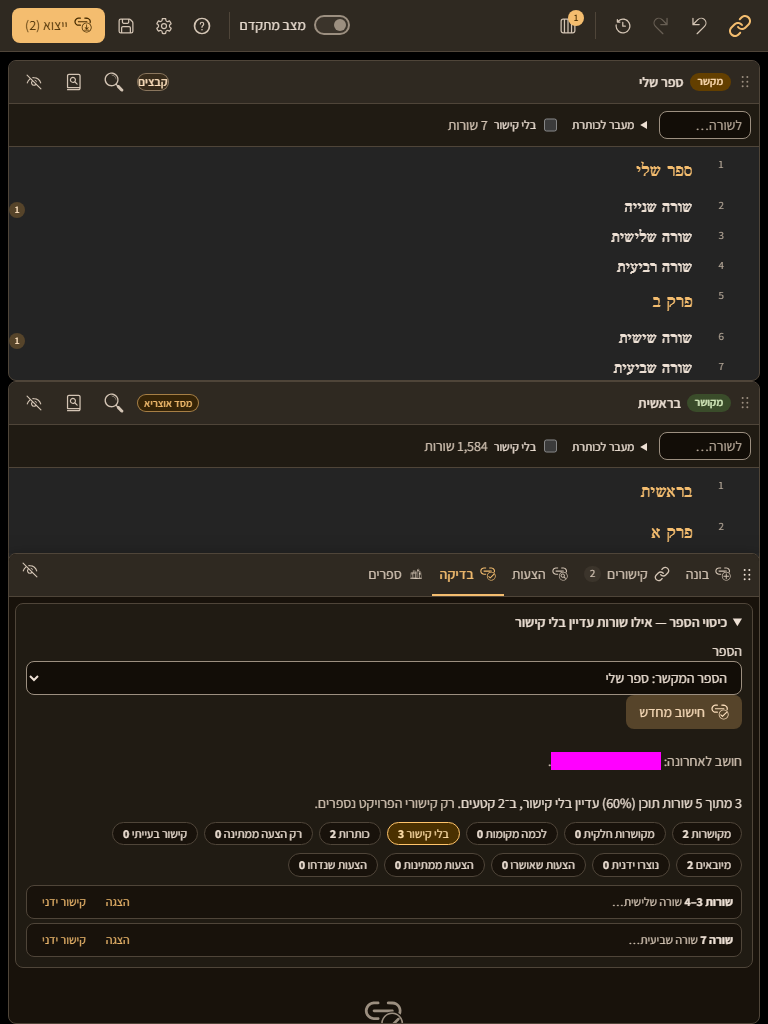 1
מצב מתקדם
ייצוא (2)
מקשר ספר שלי
קבצים
לשורה...
מעבר לכותרת
בלי קישור
7 שורות
1 ספר שלי
2 שורה שנייה 1
3 שורה שלישית
4 שורה רביעית
5 פרק ב
6 שורה שישית 1
7 שורה שביעית
מקושר בראשית
מסד אוצריא
לשורה...
מעבר לכותרת
בלי קישור
1,584 שורות
1 בראשית
2 פרק א
בונה
קישורים 2
הצעות
בדיקה
ספרים
▼ כיסוי הספר — אילו שורות עדיין בלי קישור
הספר
הספר המקשר: ספר שלי
חישוב מחדש
חושב לאחרונה: .
3 מתוך 5 שורות תוכן (60%) עדיין בלי קישור, ב־2 קטעים. רק קישורי הפרויקט נספרים.
מקושרות 2
מקושרות חלקית 0
לכמה מקומות 0
בלי קישור 3
כותרות 2
רק הצעה ממתינה 0
קישור בעייתי 0
מיובאים 2
נוצרו ידנית 0
הצעות שאושרו 0
הצעות ממתינות 0
הצעות שנדחו 0
שורות 3–4 שורה שלישית...
הצגה
קישור ידני
שורה 7 שורה שביעית...
הצגה
קישור ידני